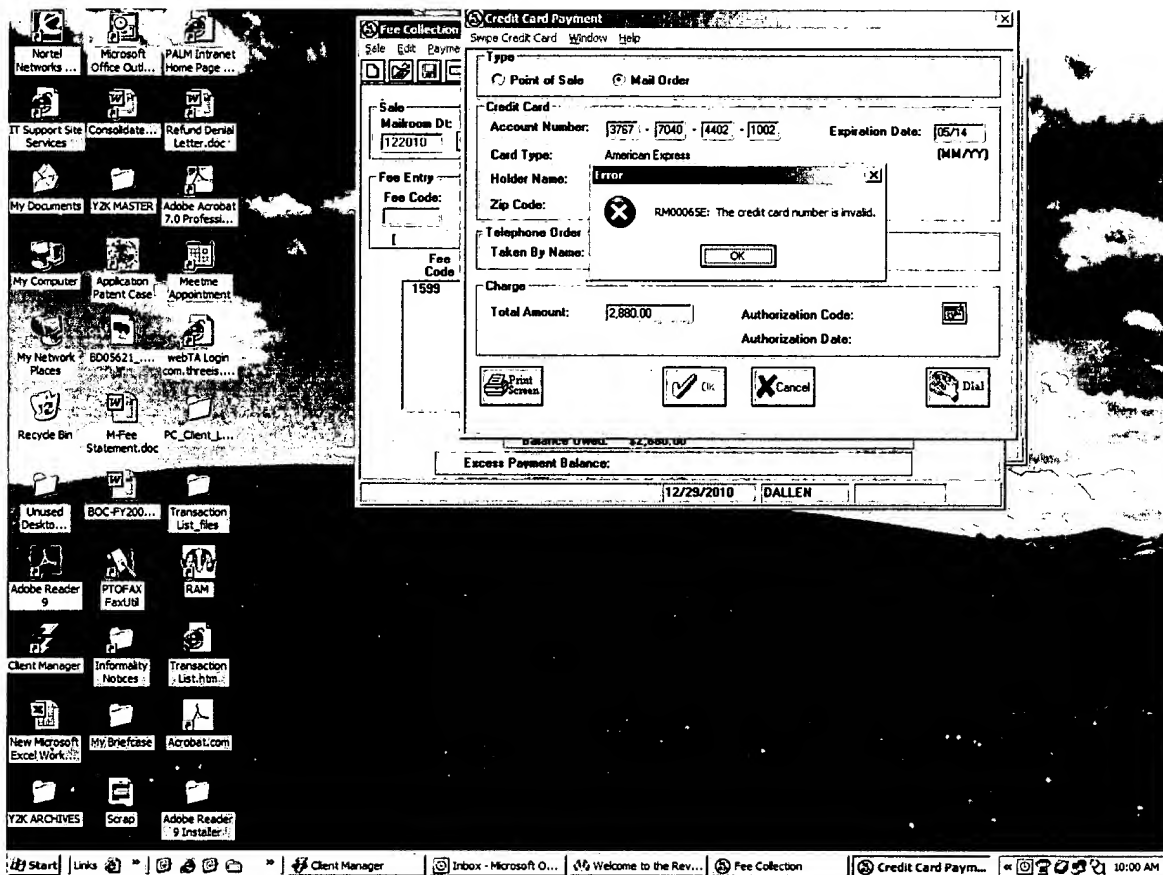 Nortel Networks ...
Microsoft Office Outl...
PALM Intranet Home Page ...
IT Support Site Services
Consolidate...
Refund Denial Letter.doc
My Documents
Y2K MASTER
Adobe Acrobat 7.0 Professi...
My Computer
Application Patent Case
Meetme Appointment
My Network Places
BD05621_....
webTA Login com.threeis....
Recycle Bin
M-Fee Statement.doc
PC_Client_L...
Unused Deskto...
BOC-FY200...
Transaction List_files
Adobe Reader 9
PTOFAX FaxUtil
RAM
Client Manager
Informality Notices
Transaction List.htm
New Microsoft Excel Work...
My Briefcase
Acrobat.com
Y2K ARCHIVES
Scrap
Adobe Reader 9 Installer
Fee Collection
Sale Edit Payme
Sale
Mailroom Dt:
122010
Fee Entry
Fee Code:
Fee Code
1599
Credit Card Payment
Swipe Credit Card Window Help
Type
Point of Sale Mail Order
Credit Card
Account Number: 3767 - 7040 - 4402 - 1002 Expiration Date: 05/14
(MM/YY)
Card Type: American Express
Holder Name:
Zip Code:
Error
RM00065E: The credit card number is invalid.
OK
Telephone Order
Taken By Name:
Charge
Total Amount: 2,880.00 Authorization Code:
Authorization Date:
Print Screen
OK
Cancel
Dial
Balance Owed: $2,880.00
Excess Payment Balance:
12/29/2010 DALLEN
Start Links » » Client Manager Inbox - Microsoft O... Welcome to the Rev... Fee Collection Credit Card Paym... « 10:00 AM